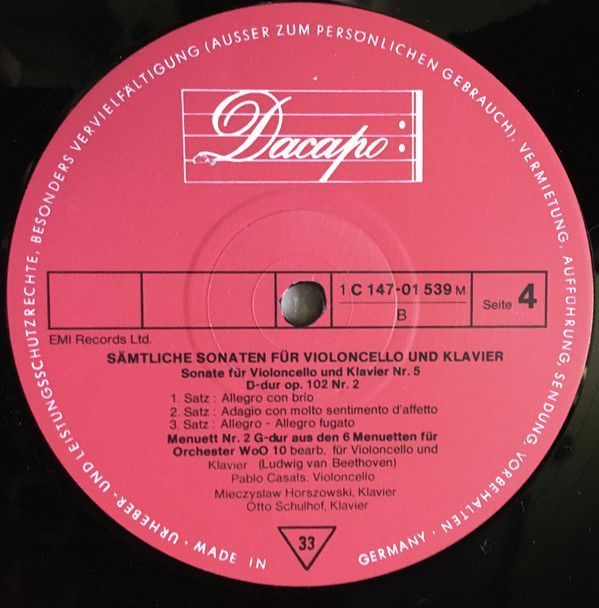 URHEBER- UND LEISTUNGSSCHUTZRECHTE, BESONDERS VERVIELFÄLTIGUNG (AUSSER ZUM PERSÖNLICHEN GEBRAUCH), VERMIETUNG, AUFFÜHRUNG, SENDUNG VORBEHALTEN · GERMANY · MADE IN
Dacapo
1 C 147-01 539 M
B
Seite 4
EMI Records Ltd.
SÄMTLICHE SONATEN FÜR VIOLONCELLO UND KLAVIER
Sonate für Violoncello und Klavier Nr. 5
D-dur op. 102 Nr. 2
1. Satz : Allegro con brio
2. Satz : Adagio con molto sentimento d'affetto
3. Satz : Allegro - Allegro fugato
Menuett Nr. 2 G-dur aus den 6 Menuetten für
Orchester WoO 10 bearb. für Violoncello und
Klavier (Ludwig van Beethoven)
Pablo Casals, Violoncello
Mieczyslaw Horszowski, Klavier
Otto Schulhof, Klavier
33